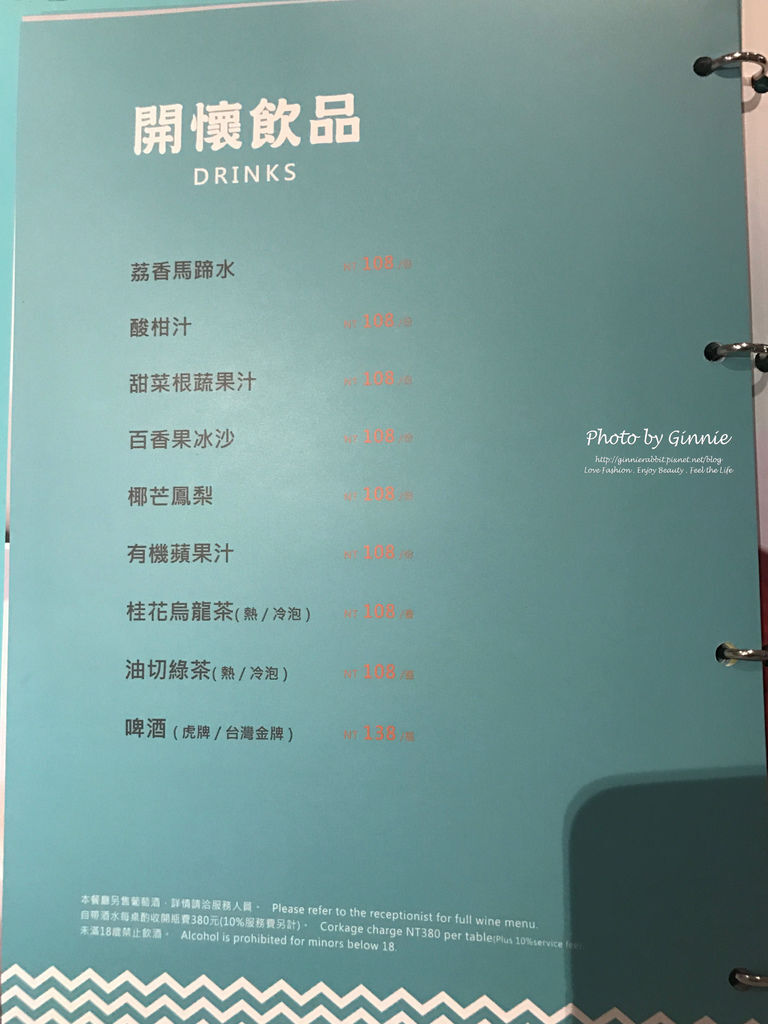 開懷飲品
DRINKS
荔香馬蹄水 NT 108 /份
酸柑汁 NT 108 /份
甜菜根蔬果汁 NT 108 /份
百香果冰沙 NT 108 /份
椰芒鳳梨 NT 108 /份
有機蘋果汁 NT 108 /份
桂花烏龍茶(熱/冷泡) NT 108 /壺
油切綠茶(熱/冷泡) NT 108 /壺
啤酒(虎牌/台灣金牌) NT 138
Photo by Ginnie
http://ginnierabbit.pixnet.net/blog
Love Fashion . Enjoy Beauty . Feel the Life
本餐廳另售葡萄酒,詳情請洽服務人員。 Please refer to the receptionist for full wine menu.
自帶酒水每桌酌收開瓶費380元(10%服務費另計)。 Corkage charge NT380 per table(Plus 10%service fee)
未滿18歲禁止飲酒。 Alcohol is prohibited for minors below 18.